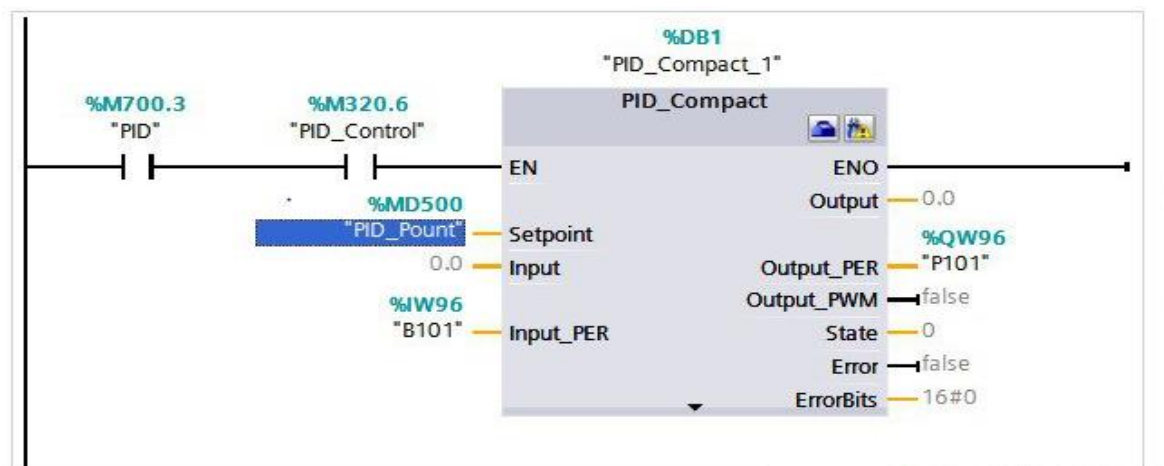 %DB1
"PID_Compact_1"
%M700.3
"PID"
%M320.6
"PID_Control"
PID_Compact
EN
ENO
%MD500
"PID_Pount"
Setpoint
Output
0.0
0.0
Input
Output_PER
%QW96
"P101"
%IW96
"B101"
Input_PER
Output_PWM
false
State
0
Error
false
ErrorBits
16#0